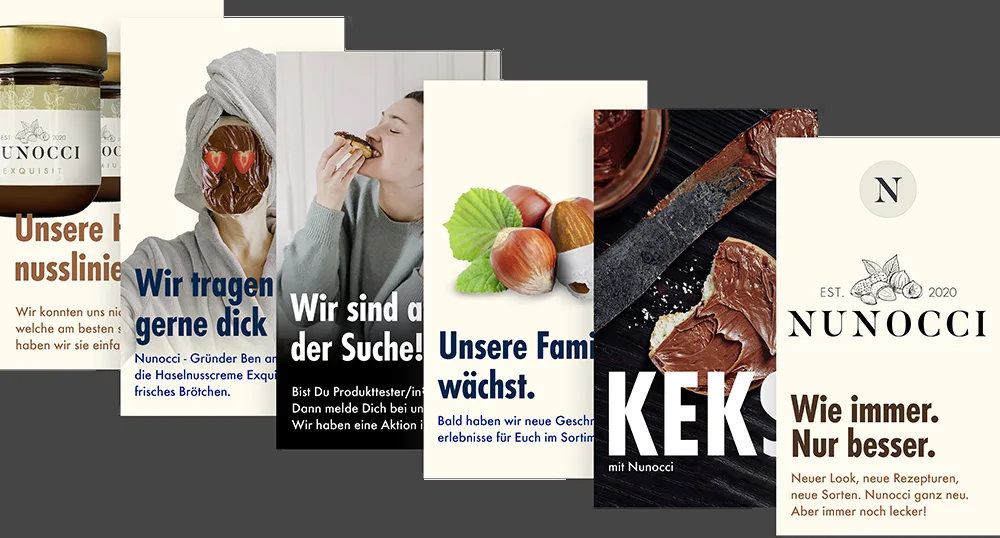 EST. 2020
NUNOCCI
EXQUISIT
Unsere
nusslinie
Wir konnten uns
welche am besten
haben wir sie einfa
Wir tragen
gerne dick
Nunocci - Gründer Ben
die Haselnusscreme Exqui
frisches Brötchen.
Wir sind a
der Suche!
Bist Du Produkttester/in?
Dann melde Dich bei un
Wir haben eine Aktion
Unsere Fami
wächst.
Bald haben wir neue Gesch
erlebnisse für Euch im Sortim
KEKS
mit Nunocci
N
EST. 2020
NUNOCCI
Wie immer.
Nur besser.
Neuer Look, neue Rezepturen,
neue Sorten. Nunocci ganz neu.
Aber immer noch lecker!